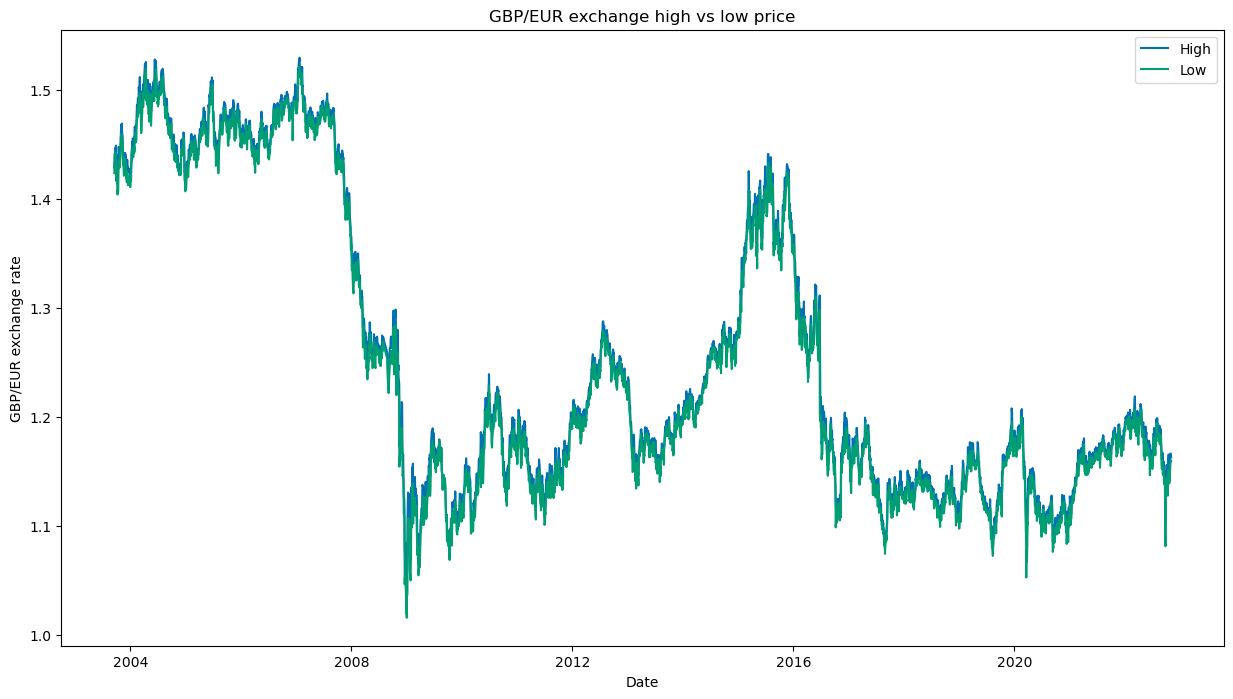 GBP/EUR exchange high vs low price
High
Low
1.5
1.4
1.3
1.2
1.1
1.0
GBP/EUR exchange rate
2004
2008
2012
2016
2020
Date